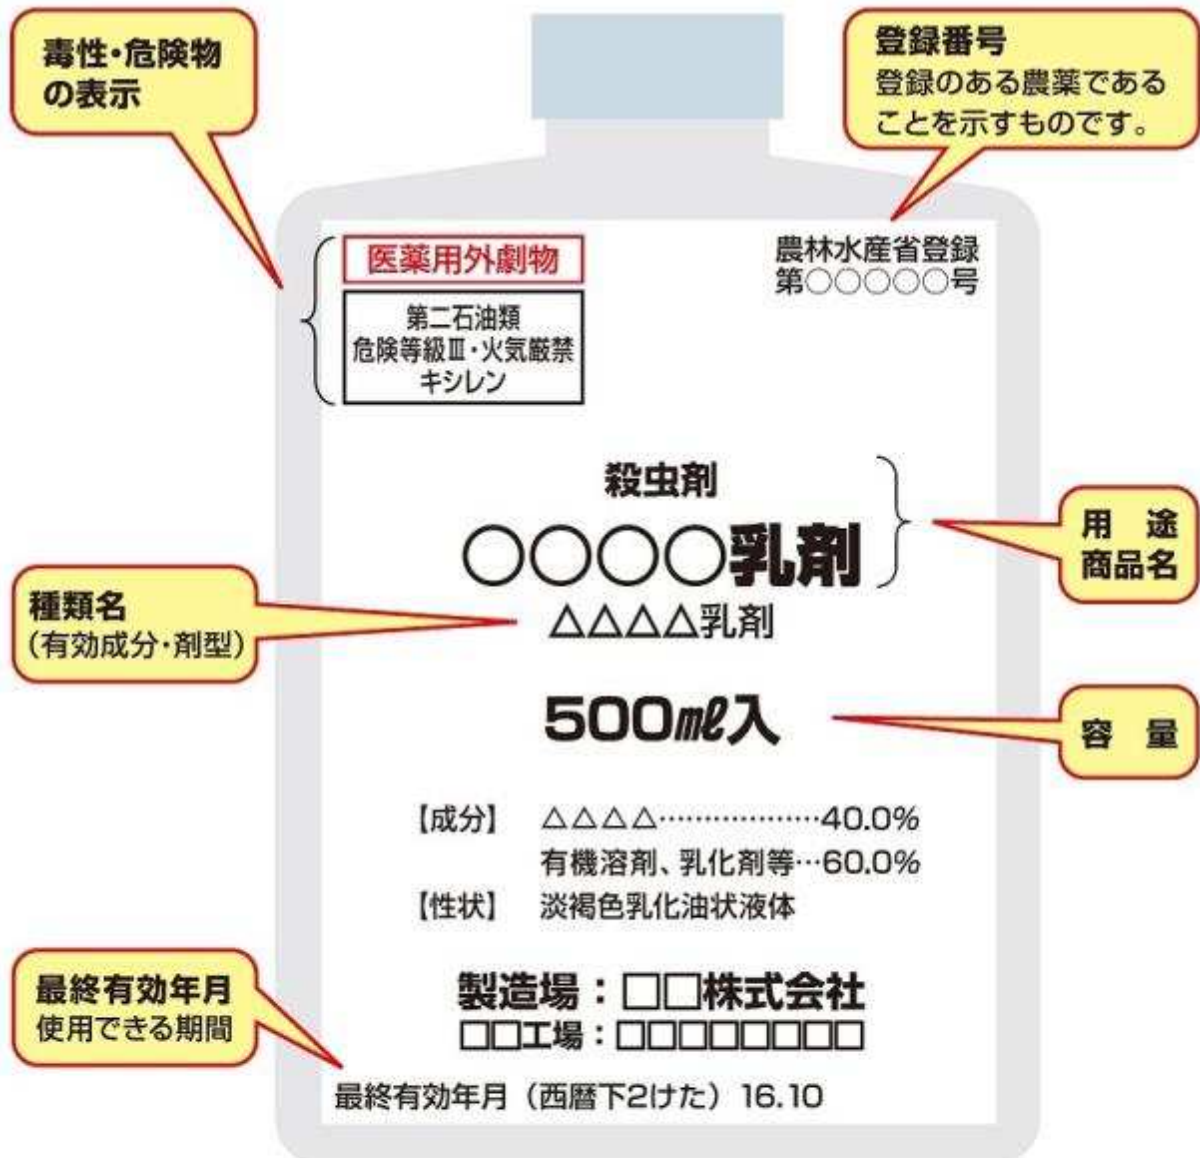 毒性・危険物
の表示
登録番号
登録のある農薬である
ことを示すものです。
医薬用外劇物
第二石油類
危険等級Ⅲ・火気厳禁
キシレン
農林水産省登録
第○○○○○号
殺虫剤
○○○○乳剤
用　途
商品名
種類名
(有効成分・剤型)
△△△△乳剤
500㎖入
容　量
【成分】 △△△△………………40.0%
有機溶剤、乳化剤等…60.0%
【性状】 淡褐色乳化油状液体
最終有効年月
使用できる期間
製造場：□□株式会社
□□工場：□□□□□□□□
最終有効年月（西暦下2けた）16.10